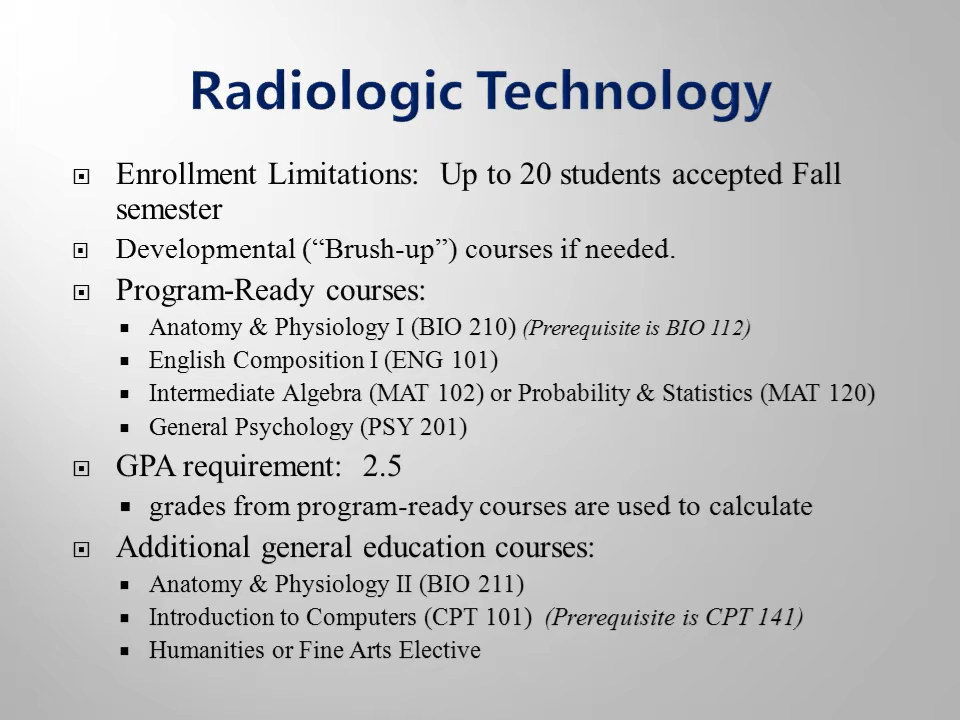 Radiologic Technology
Enrollment Limitations:  Up to 20 students accepted Fall
semester
Developmental (“Brush-up”) courses if needed.
Program-Ready courses:
Anatomy & Physiology I (BIO 210) (Prerequisite is BIO 112)
English Composition I (ENG 101)
Intermediate Algebra (MAT 102) or Probability & Statistics (MAT 120)
General Psychology (PSY 201)
GPA requirement:  2.5
grades from program-ready courses are used to calculate
Additional general education courses:
Anatomy & Physiology II (BIO 211)
Introduction to Computers (CPT 101)  (Prerequisite is CPT 141)
Humanities or Fine Arts Elective